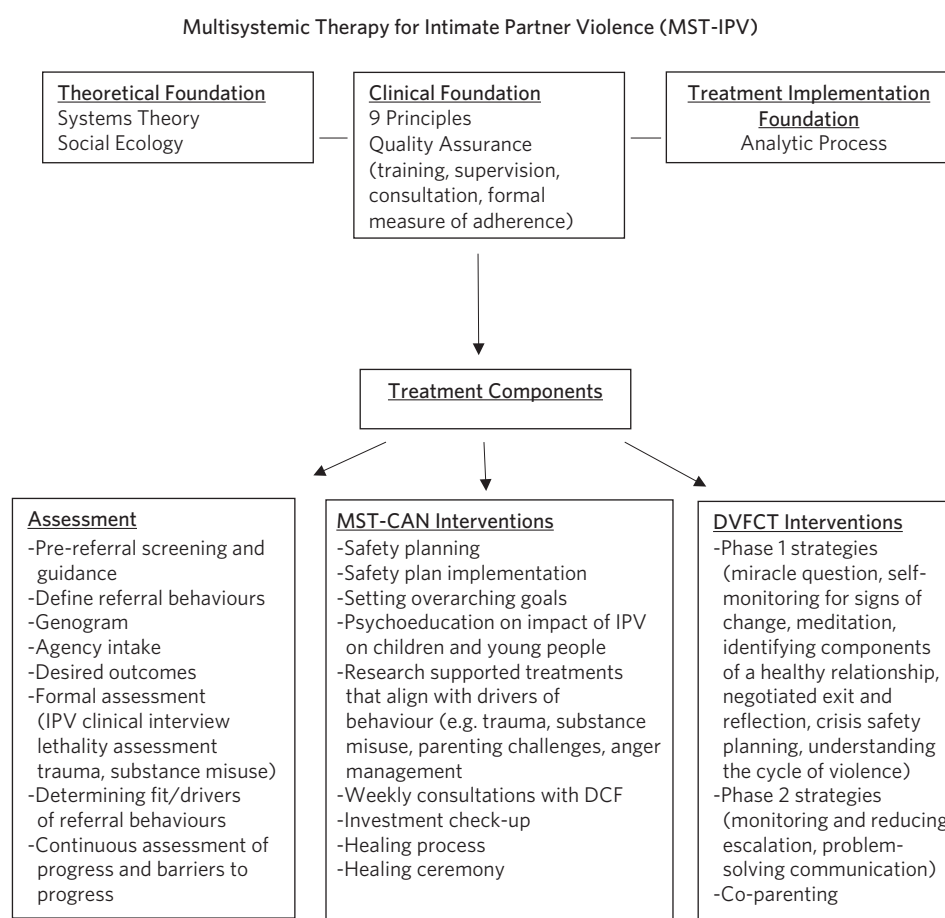 Multisystemic Therapy for Intimate Partner Violence (MST-IPV)
Theoretical Foundation
Systems Theory
Social Ecology
Clinical Foundation
9 Principles
Quality Assurance
(training, supervision,
consultation, formal
measure of adherence)
Treatment Implementation
Foundation
Analytic Process
Treatment Components
Assessment
-Pre-referral screening and
guidance
-Define referral behaviours
-Genogram
-Agency intake
-Desired outcomes
-Formal assessment
(IPV clinical interview
lethality assessment
trauma, substance misuse)
-Determining fit/drivers
of referral behaviours
-Continuous assessment of
progress and barriers to
progress
MST-CAN Interventions
-Safety planning
-Safety plan implementation
-Setting overarching goals
-Psychoeducation on impact of IPV
on children and young people
-Research supported treatments
that align with drivers of
behaviour (e.g. trauma, substance
misuse, parenting challenges, anger
management
-Weekly consultations with DCF
-Investment check-up
-Healing process
-Healing ceremony
DVFCT Interventions
-Phase 1 strategies
(miracle question, self-
monitoring for signs of
change, meditation,
identifying components
of a healthy relationship,
negotiated exit and
reflection, crisis safety
planning, understanding
the cycle of violence)
-Phase 2 strategies
(monitoring and reducing
escalation, problem-
solving communication)
-Co-parenting